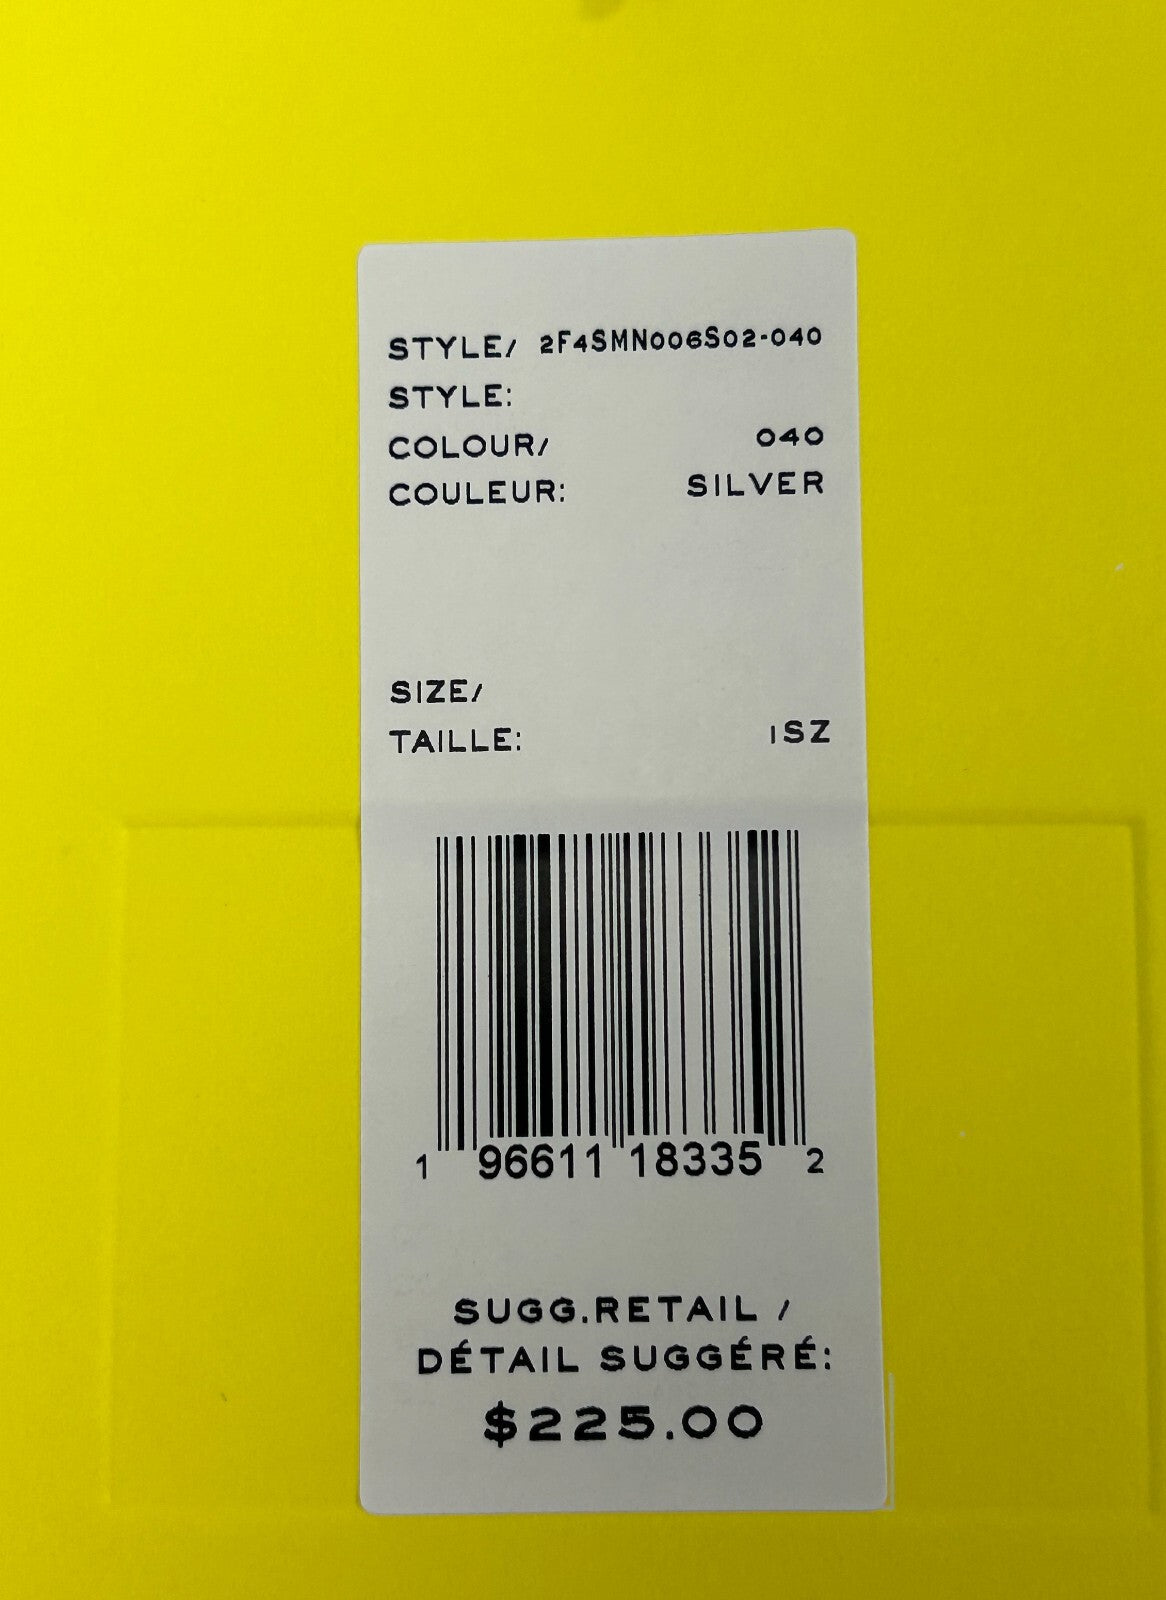 STYLE/ 2F4SMN006S02-040
STYLE:
COLOUR/ 040
COULEUR: SILVER
SIZE/
TAILLE: 1SZ
1 96611 18335 2
SUGG.RETAIL /
DÉTAIL SUGGÉRÉ:
$225.00